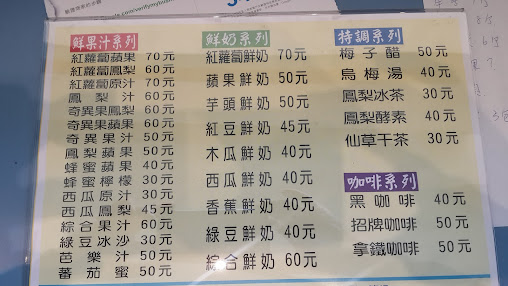 鮮果汁系列
紅蘿蔔蘋果 70元
紅蘿蔔鳳梨 60元
紅蘿蔔原汁 70元
鳳梨汁 60元
奇異果鳳梨 60元
奇異果蘋果 60元
奇異果汁 50元
鳳梨蘋果 50元
蜂蜜蘋果 40元
蜂蜜檸檬 30元
西瓜原汁 30元
西瓜鳳梨 45元
綜合果汁 60元
綠豆冰沙 30元
芭樂汁 50元
蕃茄蜜 50元
鮮奶系列
紅蘿蔔鮮奶 70元
蘋果鮮奶 50元
芋頭鮮奶 50元
紅豆鮮奶 45元
木瓜鮮奶 40元
西瓜鮮奶 40元
香蕉鮮奶 40元
綠豆鮮奶 40元
綜合鮮奶 60元
特調系列
梅子醋 50元
烏梅湯 40元
鳳梨冰茶 30元
鳳梨酵素 40元
仙草干茶 30元
咖啡系列
黑咖啡 40元
招牌咖啡 50元
拿鐵咖啡 50元